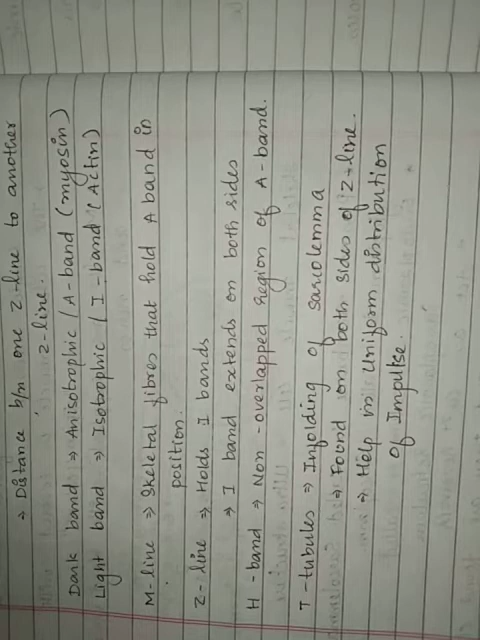 ⇒ Distance b/n one Z-line to another
Z-line.
Dark band ⇒ Anisotrophic (A-band (myosin)
Light band ⇒ Isotrophic (I-band (Actin)
M-line ⇒ Skeletal fibres that hold A band in
position.
Z-line ⇒ Holds I bands
⇒ I band extends on both sides
H-band ⇒ Non-overlapped region of A-band.
T-tubules ⇒ Infolding of sarcolemma
⇒ Found on both sides of Z-line.
⇒ Help in uniform distribution
of Impulse.